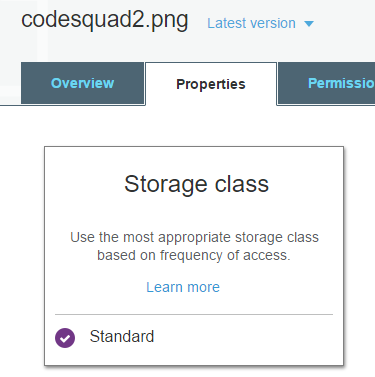 codesquad2.png Latest version
Overview Properties Permissio
Storage class
Use the most appropriate storage class
based on frequency of access.
Learn more
Standard